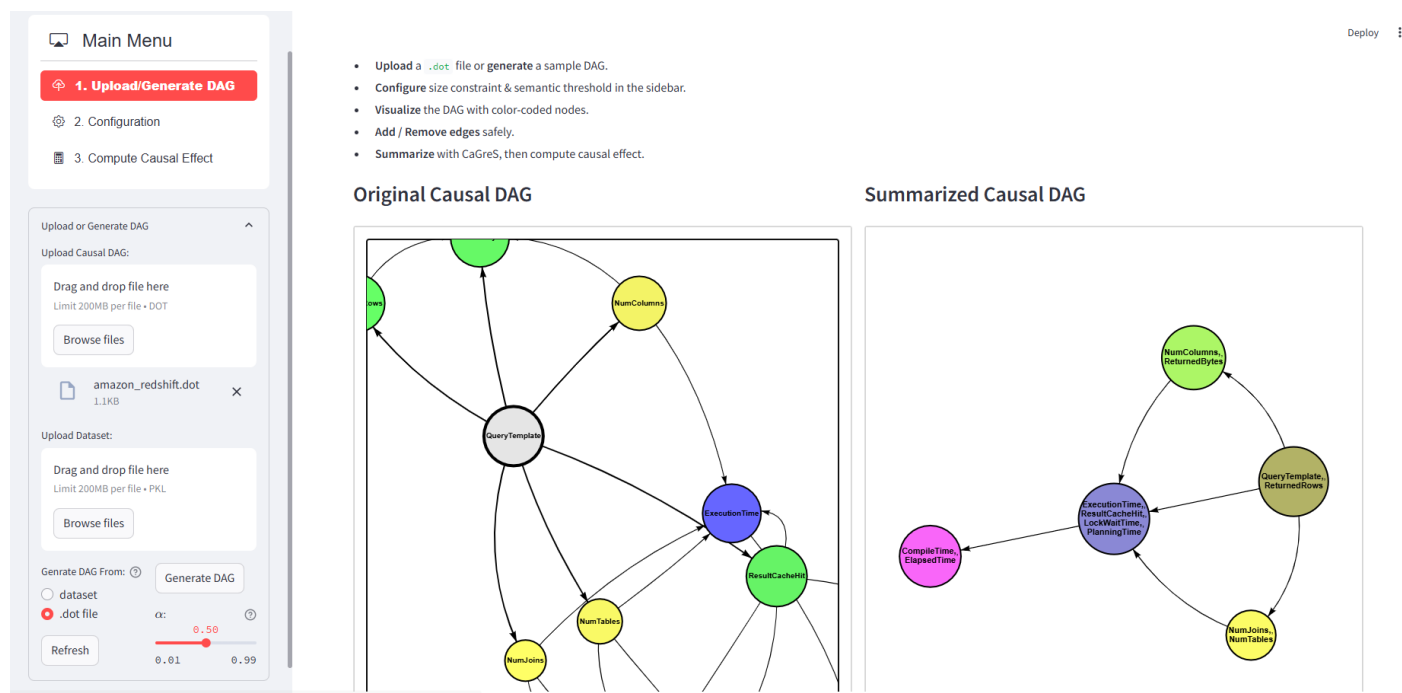 Main Menu
1. Upload/Generate DAG
2. Configuration
3. Compute Causal Effect
Upload or Generate DAG
Upload Causal DAG:
Drag and drop file here
Limit 200MB per file • DOT
Browse files
amazon_redshift.dot
1.1KB
Upload Dataset:
Drag and drop file here
Limit 200MB per file • PKL
Browse files
Genrate DAG From:
Generate DAG
dataset
.dot file
α:
0.50
Refresh
0.01
0.99
Deploy
• Upload a .dot file or generate a sample DAG.
• Configure size constraint & semantic threshold in the sidebar.
• Visualize the DAG with color-coded nodes.
• Add / Remove edges safely.
• Summarize with CaGreS, then compute causal effect.
Original Causal DAG
NumColumns
ows
QueryTemplate
ExecutionTime
ResultCacheHit
NumTables
NumJoins
Summarized Causal DAG
NumColumns,
ReturnedBytes
QueryTemplate,
ReturnedRows
ExecutionTime,
ResultCacheHit,
LockWaitTime,
PlanningTime
CompileTime,
ElapsedTime
NumJoins,
NumTables